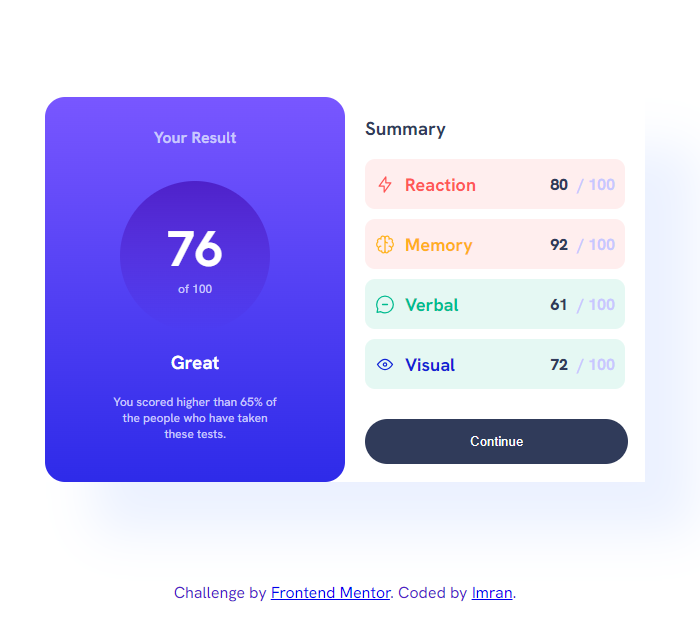 Your Result
76
of 100
Great
You scored higher than 65% of
the people who have taken
these tests.
Summary
Reaction 80 / 100
Memory 92 / 100
Verbal 61 / 100
Visual 72 / 100
Continue
Challenge by Frontend Mentor. Coded by Imran.